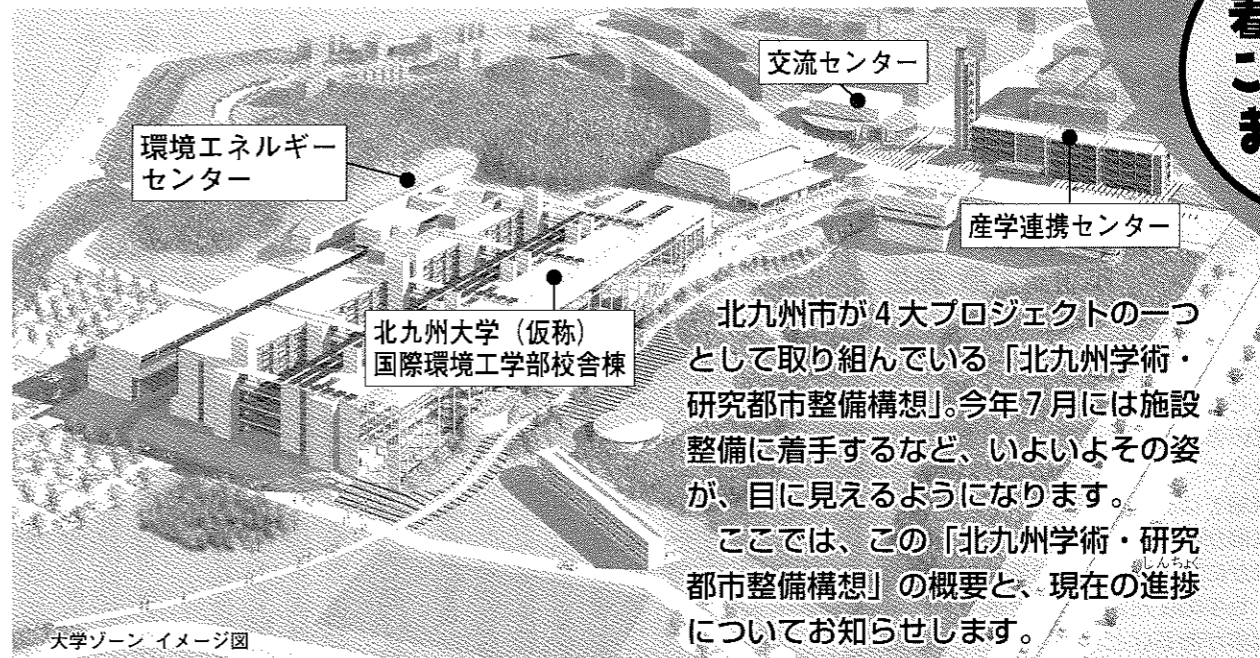 着
こ
ま
交流センター
環境エネルギー
センター
産学連携センター
北九州大学（仮称）
国際環境工学部校舎棟
北九州市が4大プロジェクトの一つ
として取り組んでいる「北九州学術・
研究都市整備構想」。今年7月には施設
整備に着手するなど、いよいよその姿
が、目に見えるようになります。
ここでは、この「北九州学術・研究
都市整備構想」の概要と、現在の進捗
しんちょく
についてお知らせします。
大学ゾーン イメージ図